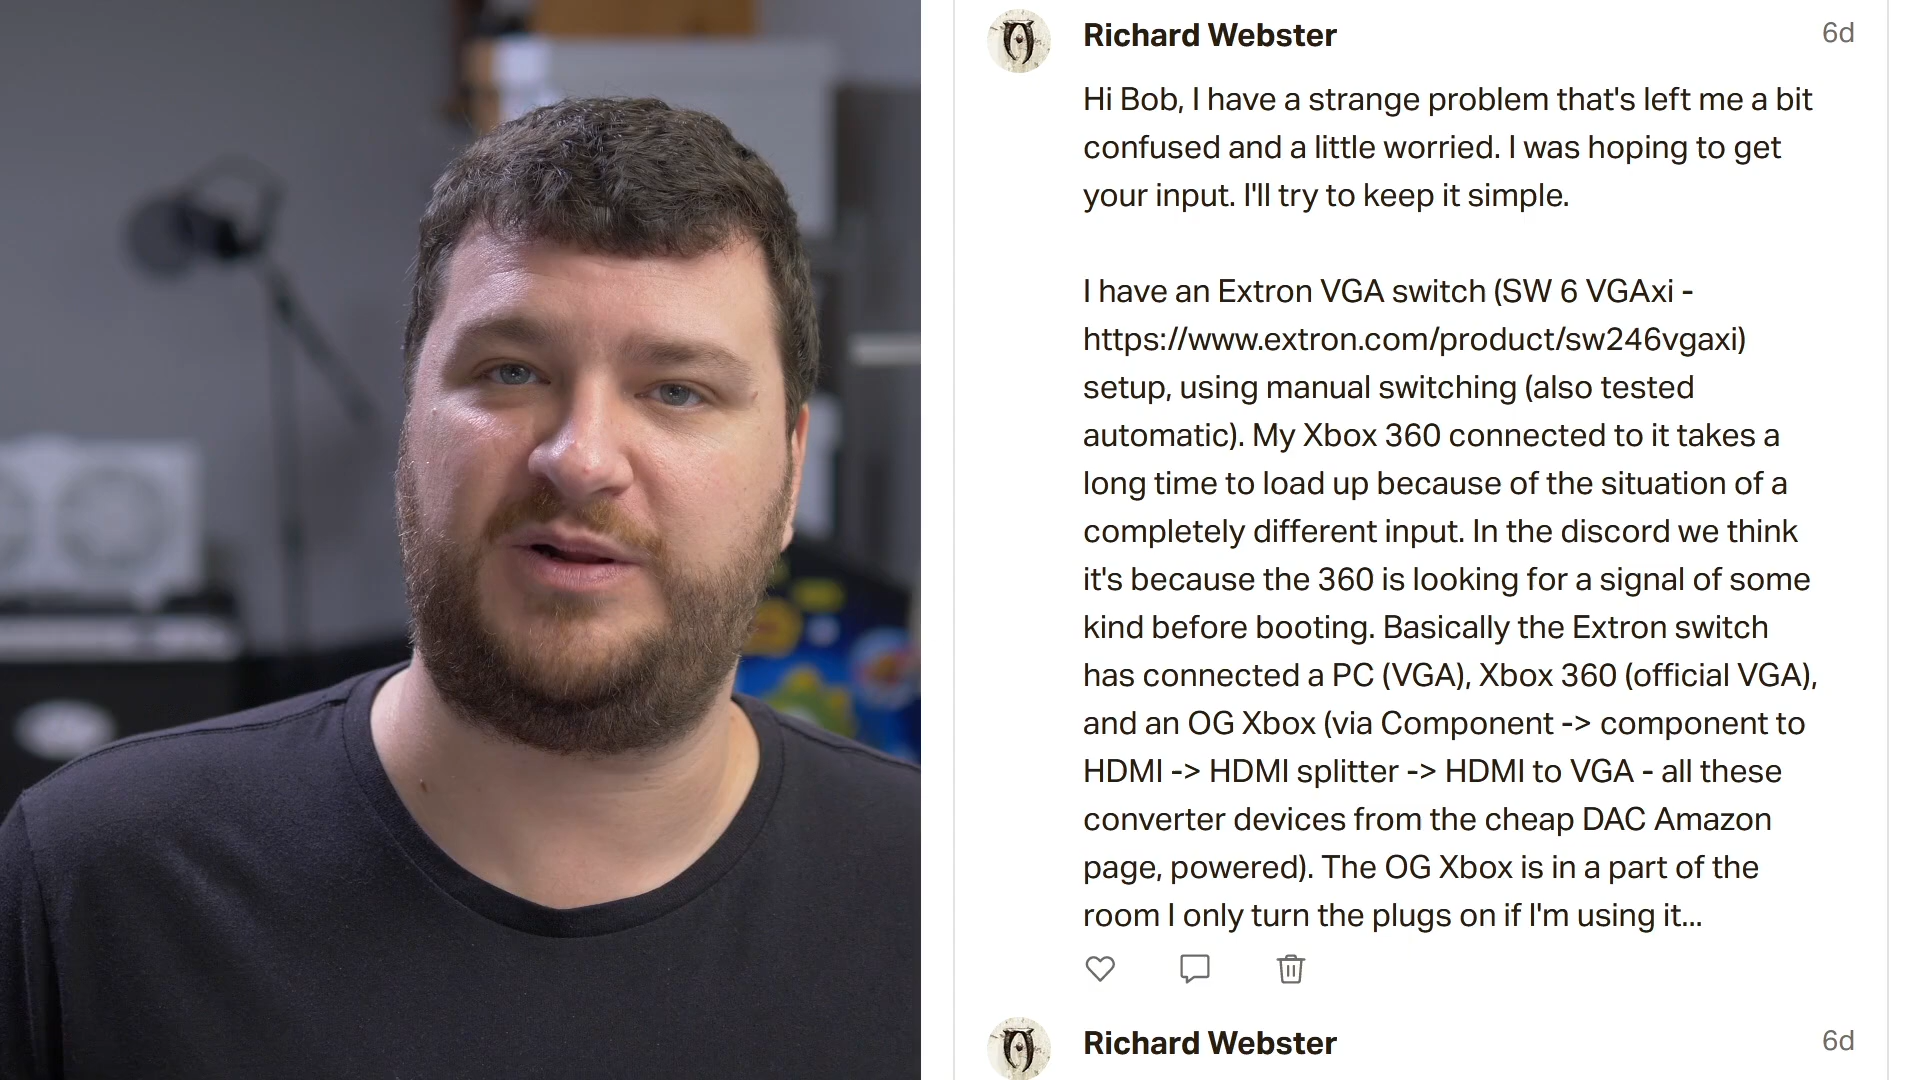 Richard Webster
6d
Hi Bob, I have a strange problem that's left me a bit
confused and a little worried. I was hoping to get
your input. I'll try to keep it simple.
I have an Extron VGA switch (SW 6 VGAxi -
https://www.extron.com/product/sw246vgaxi)
setup, using manual switching (also tested
automatic). My Xbox 360 connected to it takes a
long time to load up because of the situation of a
completely different input. In the discord we think
it's because the 360 is looking for a signal of some
kind before booting. Basically the Extron switch
has connected a PC (VGA), Xbox 360 (official VGA),
and an OG Xbox (via Component -> component to
HDMI -> HDMI splitter -> HDMI to VGA - all these
converter devices from the cheap DAC Amazon
page, powered). The OG Xbox is in a part of the
room I only turn the plugs on if I'm using it...
Richard Webster
6d